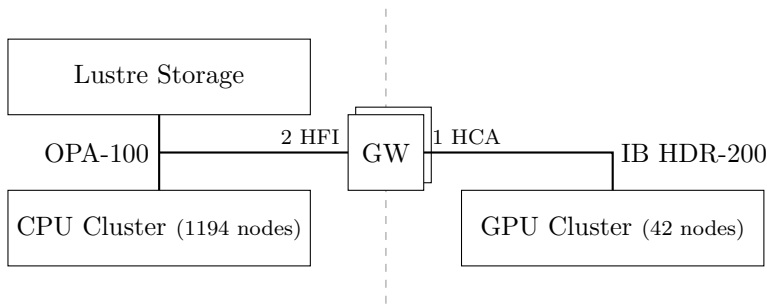 Lustre Storage
2 HFI
1 HCA
OPA-100
GW
IB HDR-200
CPU Cluster (1194 nodes)
GPU Cluster (42 nodes)